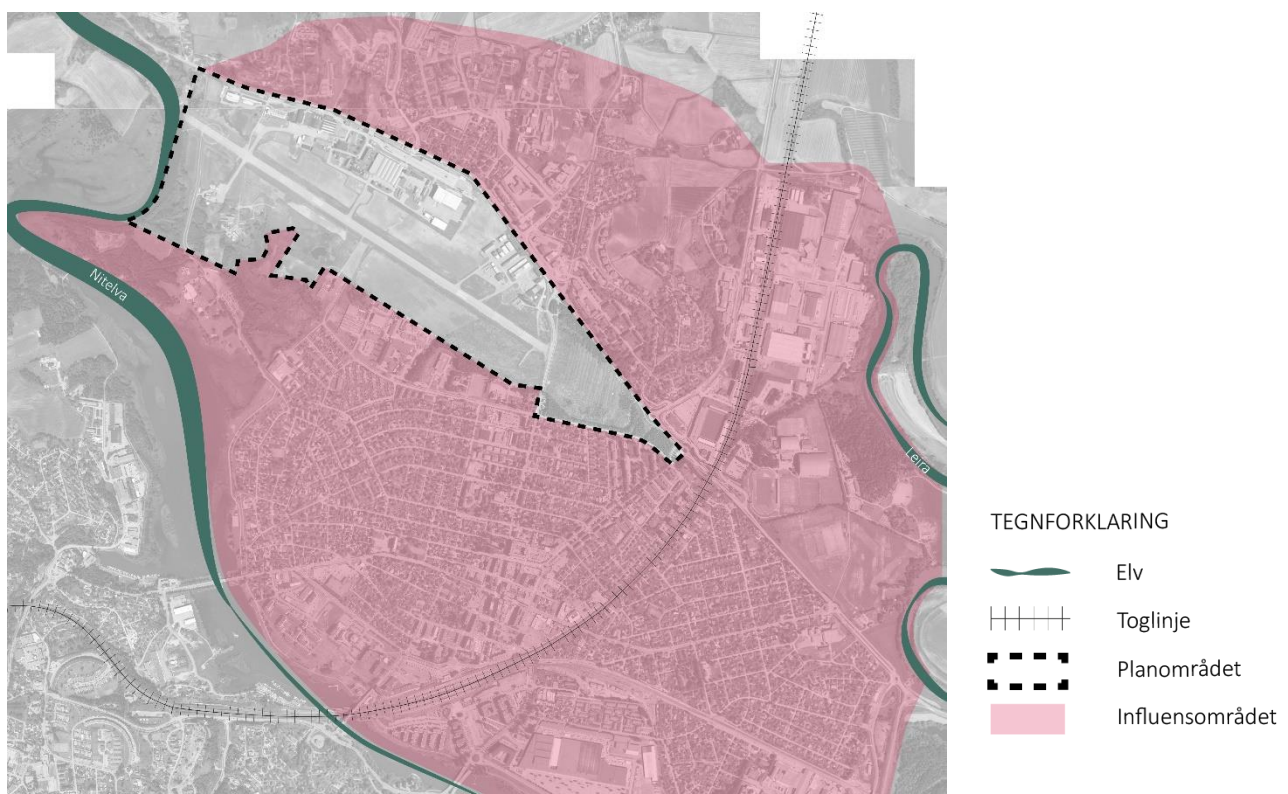 Nitelva
Leira
TEGNFORKLARING
Elv
Toglinje
Planområdet
Influensområdet